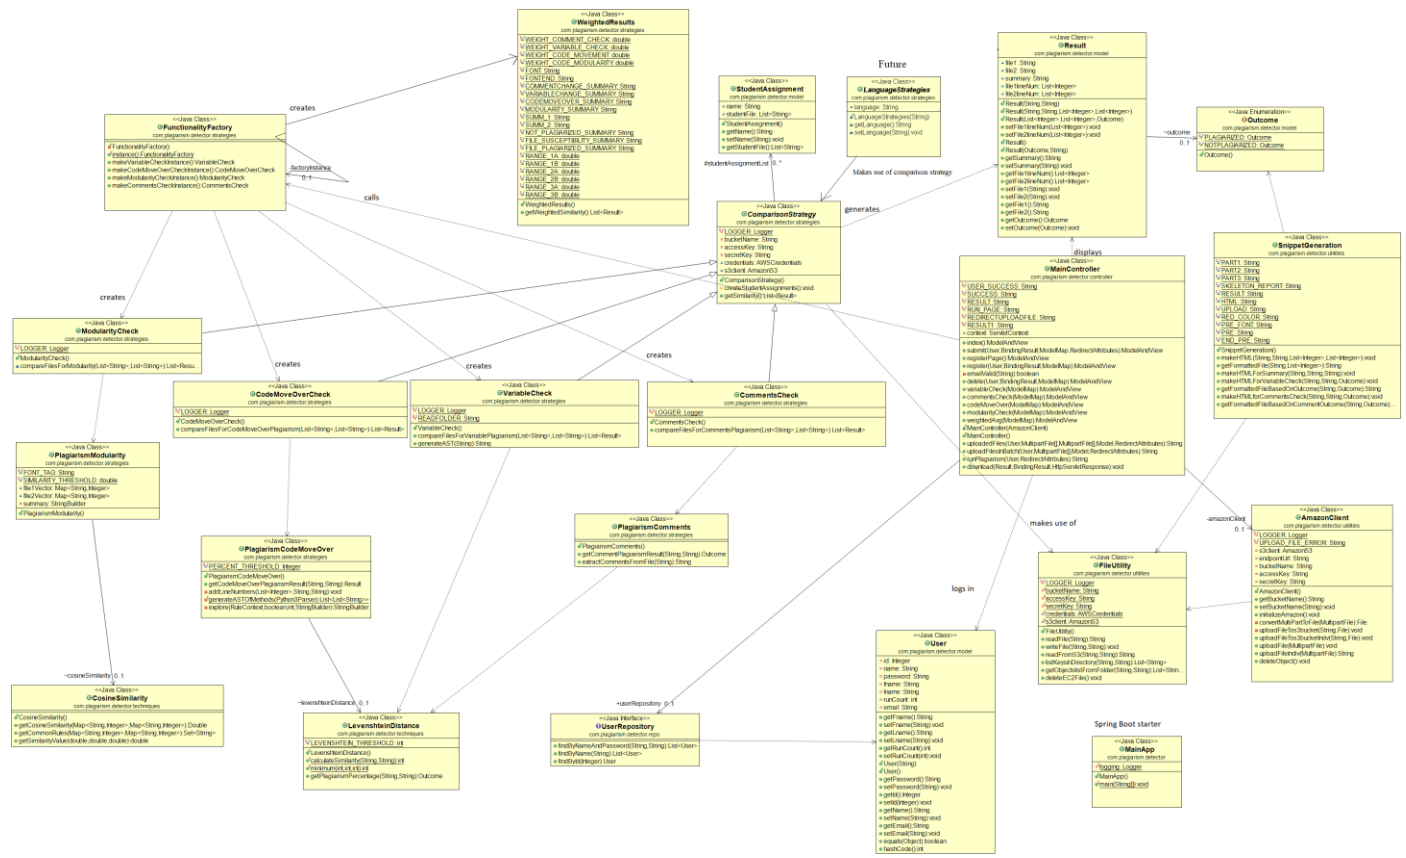 <<Java Class>>
WeightedResults
com.plagiarism.detector.strategies
WEIGHT_COMMENT_CHECK: double
WEIGHT_VARIABLE_CHECK: double
WEIGHT_CODE_MOVEMENT: double
WEIGHT_CODE_MODULARITY: double
FONT: String
FONTEND: String
COMMENTCHANGE_SUMMARY: String
VARIABLECHANGE_SUMMARY: String
CODEMOVEOVER_SUMMARY: String
MODULARITY_SUMMARY: String
SUMM_1: String
SUMM_2: String
NOT_PLAGIARIZED_SUMMARY: String
FILE_SUSCEPTIBLITY_SUMMARY: String
FILE_PLAGARIZED_SUMMARY: String
RANGE_1A: double
RANGE_1B: double
RANGE_2A: double
RANGE_2B: double
RANGE_3A: double
RANGE_3B: double
WeightedResults()
getWeightedSimilarity():List<Result>
<<Java Class>>
FunctionalityFactory
com.plagiarism.detector.strategies
FunctionalityFactory()
instance():FunctionalityFactory
makeVariableCheckInstance():VariableCheck
makeCodeMoveOverCheckInstance():CodeMoveOverCheck
makeModularityCheckInstance():ModularityCheck
makeCommentsCheckInstance():CommentsCheck
creates
-factoryInstance
0..1
calls
<<Java Class>>
StudentAssignment
com.plagiarism.detector.model
name: String
studentFile: List<String>
StudentAssignment()
getName():String
setName(String):void
getStudentFile():List<String>
#studentAssignmentList
0..*
Future
<<Java Class>>
LanguageStrategies
com.plagiarism.detector.strategies
language: String
LanguageStrategies(String)
getLanguage():String
setLanguage(String):void
Makes use of comparison strategy
<<Java Class>>
Result
com.plagiarism.detector.model
file1: String
file2: String
summary: String
file1lineNum: List<Integer>
file2lineNum: List<Integer>
Result(String,String)
Result(String,String,List<Integer>,List<Integer>)
Result(List<Integer>,List<Integer>,Outcome)
setFile1lineNum(List<Integer>):void
setFile2lineNum(List<Integer>):void
Result()
Result(Outcome,String)
getSummary():String
setSummary(String):void
getFile1lineNum():List<Integer>
getFile2lineNum():List<Integer>
setFile1(String):void
setFile2(String):void
getFile1():String
getFile2():String
getOutcome():Outcome
setOutcome(Outcome):void
~outcome
0..1
<<Java Enumeration>>
Outcome
com.plagiarism.detector.model
PLAGIARIZED: Outcome
NOTPLAGIARIZED: Outcome
Outcome()
<<Java Class>>
ComparisonStrategy
com.plagiarism.detector.strategies
LOGGER: Logger
bucketName: String
accessKey: String
secretKey: String
credentials: AWSCredentials
s3client: AmazonS3
ComparisonStrategy()
createStudentAssignments():void
getSimilarity():List<Result>
generates
displays
<<Java Class>>
MainController
com.plagiarism.detector.controller
USER_SUCCESS: String
SUCCESS: String
RESULT: String
RUN_PAGE: String
REDIRECTUPLOADFILE: String
RESULT1: String
context: ServletContext
index():ModelAndView
submit(User,BindingResult,ModelMap,RedirectAttributes):ModelAndView
registerPage():ModelAndView
register(User,BindingResult,ModelMap):ModelAndView
emailValid(String):boolean
delete(User,BindingResult,ModelMap):ModelAndView
variableCheck(ModelMap):ModelAndView
commentsCheck(ModelMap):ModelAndView
codeMoveOver(ModelMap):ModelAndView
modularityCheck(ModelMap):ModelAndView
weightedAvg(ModelMap):ModelAndView
MainController(AmazonClient)
MainController()
uploadedFiles(User,MultipartFile[],MultipartFile[],Model,RedirectAttributes):String
uploadFilesInBatch(User,MultipartFile[],Model,RedirectAttributes):String
runPlagiarism(User,RedirectAttributes):String
download(Result,BindingResult,HttpServletResponse):void
<<Java Class>>
SnippetGeneration
com.plagiarism.detector.utilities
PART1: String
PART2: String
PART3: String
SKELETON_REPORT: String
RESULT: String
HTML: String
UPLOAD: String
RED_COLOR: String
PRE_FONT: String
PRE: String
END_PRE: String
SnippetGeneration()
makeHTML(String,String,List<Integer>,List<Integer>):void
getFormattedFile(String,List<Integer>):String
makeHTMLForSummary(String,String,String):void
makeHTMLForVariableCheck(String,String,Outcome):void
getFormattedFileBasedOnOutcome(String,Outcome):String
makeHTMLforCommentsCheck(String,String,Outcome):void
getFormattedFileBasedOnCommentOutcome(String,Outcome)...
creates
<<Java Class>>
ModularityCheck
com.plagiarism.detector.strategies
LOGGER: Logger
ModularityCheck()
compareFilesForModularity(List<String>,List<String>):List<Resu...
creates
<<Java Class>>
CodeMoveOverCheck
com.plagiarism.detector.strategies
LOGGER: Logger
CodeMoveOverCheck()
compareFilesForCodeMoveOverPlagiarism(List<String>,List<String>):List<Result>
creates
<<Java Class>>
VariableCheck
com.plagiarism.detector.strategies
LOGGER: Logger
READFOLDER: String
VariableCheck()
compareFilesForVariablePlagiarism(List<String>,List<String>):List<Result>
generateAST(String):String
creates
<<Java Class>>
CommentsCheck
com.plagiarism.detector.strategies
LOGGER: Logger
CommentsCheck()
compareFilesForCommentsPlagiarism(List<String>,List<String>):List<Result>
<<Java Class>>
PlagiarismModularity
com.plagiarism.detector.strategies
FONT_TAG: String
SIMILARITY_THRESHOLD: double
file1Vector: Map<String,Integer>
file2Vector: Map<String,Integer>
summary: StringBuilder
PlagiarismModularity()
<<Java Class>>
PlagiarismCodeMoveOver
com.plagiarism.detector.strategies
PERCENT_THRESHOLD: Integer
PlagiarismCodeMoveOver()
getCodeMoveOverPlagiarismResult(String,String):Result
addLineNumbers(List<Integer>,String,String):void
generateASTOfMethods(Python3Parser):List<List<String>>
explore(RuleContext,boolean,int,StringBuilder):StringBuilder
<<Java Class>>
PlagiarismComments
com.plagiarism.detector.strategies
PlagiarismComments()
getCommentPlagiarismResult(String,String):Outcome
extractCommentsFromFile(String):String
makes use of
<<Java Class>>
FileUtility
com.plagiarism.detector.utilities
LOGGER: Logger
bucketName: String
accessKey: String
secretKey: String
credentials: AWSCredentials
s3client: AmazonS3
FileUtility()
readFile(String):String
writeFile(String,String):void
readFromS3(String,String):String
listKeysInDirectory(String,String):List<String>
getObjectslistFromFolder(String,String):List<Strin...
deleteEC2File():void
-amazonClient
0..1
<<Java Class>>
AmazonClient
com.plagiarism.detector.utilities
LOGGER: Logger
UPLOAD_FILE_ERROR: String
s3client: AmazonS3
endpointUrl: String
bucketName: String
accessKey: String
secretKey: String
AmazonClient()
getBucketName():String
setBucketName(String):void
initializeAmazon():void
convertMultiPartToFile(MultipartFile):File
uploadFileTos3bucket(String,File):void
uploadFileTos3bucketIndiv(String,File):void
uploadFile(MultipartFile):void
uploadFileIndiv(MultipartFile):String
deleteObject():void
logs in
<<Java Class>>
User
com.plagiarism.detector.model
id: Integer
name: String
password: String
fname: String
lname: String
runCount: int
email: String
getFname():String
setFname(String):void
getLname():String
setLname(String):void
getRunCount():int
setRunCount(int):void
User(String)
User()
getPassword():String
setPassword(String):void
getId():Integer
setId(Integer):void
getName():String
setName(String):void
getEmail():String
setEmail(String):void
equals(Object):boolean
hashCode():int
~cosineSimilarity 0..1
<<Java Class>>
CosineSimilarity
com.plagiarism.detector.techniques
CosineSimilarity()
getCosineSimilarity(Map<String,Integer>,Map<String,Integer>):Double
getCommonRules(Map<String,Integer>,Map<String,Integer>):Set<String>
getSimilarityValue(double,double,double):double
~levenshteinDistance 0..1
<<Java Class>>
LevenshteinDistance
com.plagiarism.detector.techniques
LEVENSHTEIN_THRESHOLD: int
LevenshteinDistance()
calculateSimilarity(String,String):int
minimum(int,int,int):int
getPlagiarismPercentage(String,String):Outcome
+userRepository 0..1
<<Java Interface>>
UserRepository
com.plagiarism.detector.repo
findByNameAndPassword(String,String):List<User>
findByName(String):List<User>
findById(Integer):User
Spring Boot starter
<<Java Class>>
MainApp
com.plagiarism.detector
logging: Logger
MainApp()
main(String[]):void